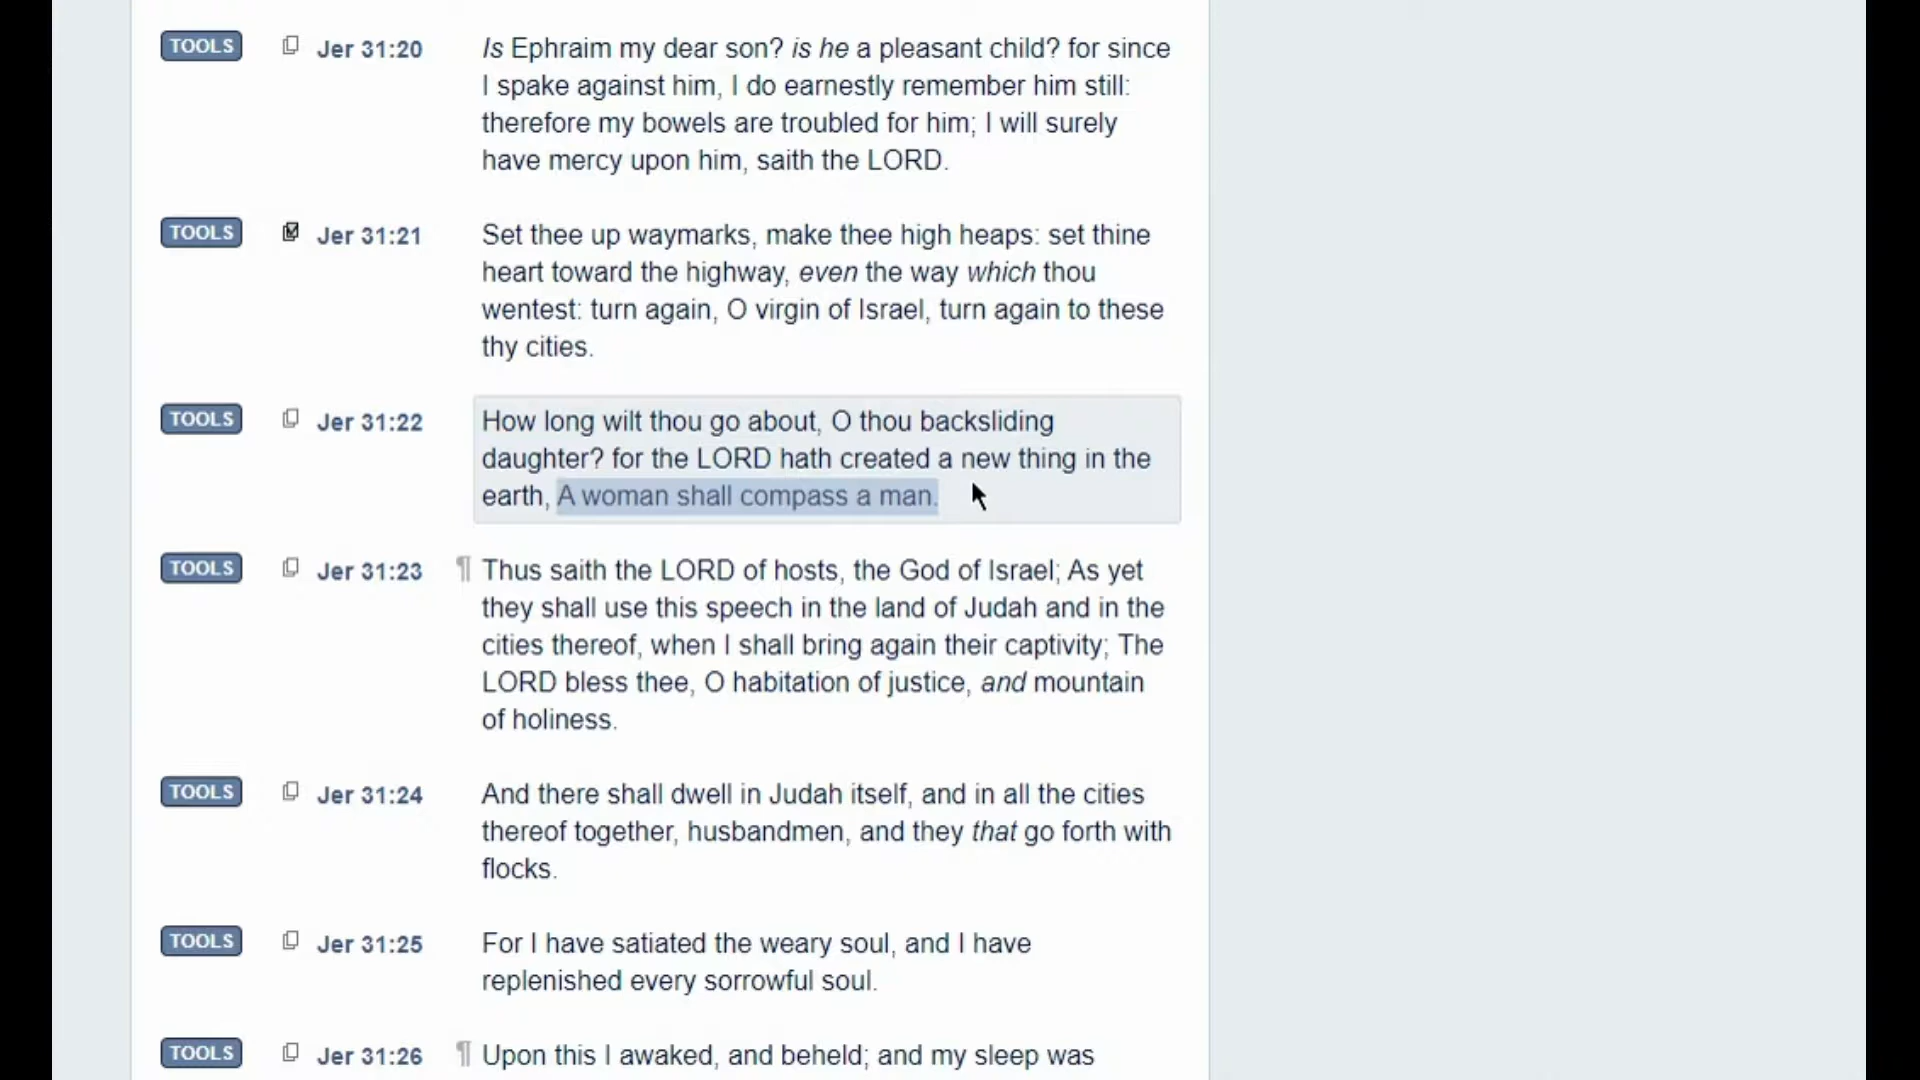 TOOLS Jer 31:20 Is Ephraim my dear son? is he a pleasant child? for since
I spake against him, I do earnestly remember him still:
therefore my bowels are troubled for him; I will surely
have mercy upon him, saith the LORD.
TOOLS Jer 31:21 Set thee up waymarks, make thee high heaps: set thine
heart toward the highway, even the way which thou
wentest: turn again, O virgin of Israel, turn again to these
thy cities.
TOOLS Jer 31:22 How long wilt thou go about, O thou backsliding
daughter? for the LORD hath created a new thing in the
earth, A woman shall compass a man.
TOOLS Jer 31:23 ¶ Thus saith the LORD of hosts, the God of Israel; As yet
they shall use this speech in the land of Judah and in the
cities thereof, when I shall bring again their captivity; The
LORD bless thee, O habitation of justice, and mountain
of holiness.
TOOLS Jer 31:24 And there shall dwell in Judah itself, and in all the cities
thereof together, husbandmen, and they that go forth with
flocks.
TOOLS Jer 31:25 For I have satiated the weary soul, and I have
replenished every sorrowful soul.
TOOLS Jer 31:26 ¶ Upon this I awaked, and beheld; and my sleep was